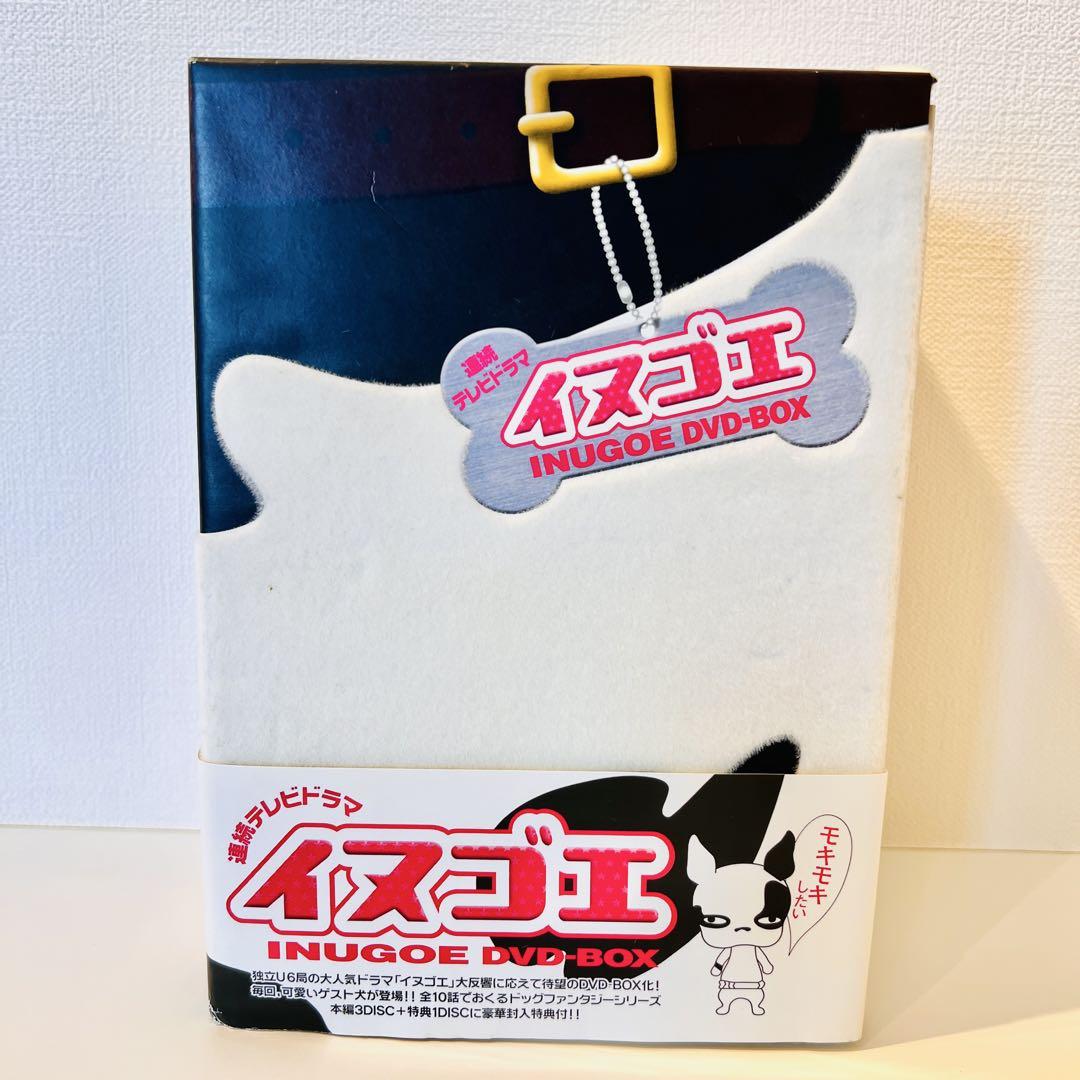 連続
テレビドラマ
イヌゴエ
INUGOE DVD-BOX
連続テレビドラマ
イヌゴエ
INUGOE DVD-BOX
モキモキ
したい
独立U6局の大人気ドラマ「イヌゴエ」大反響に応えて待望のDVD-BOX化!
毎回、可愛いゲスト犬が登場!!全10話でおくるドッグファンタジーシリーズ
本編3DISC+特典1DISCに豪華封入特典付!!